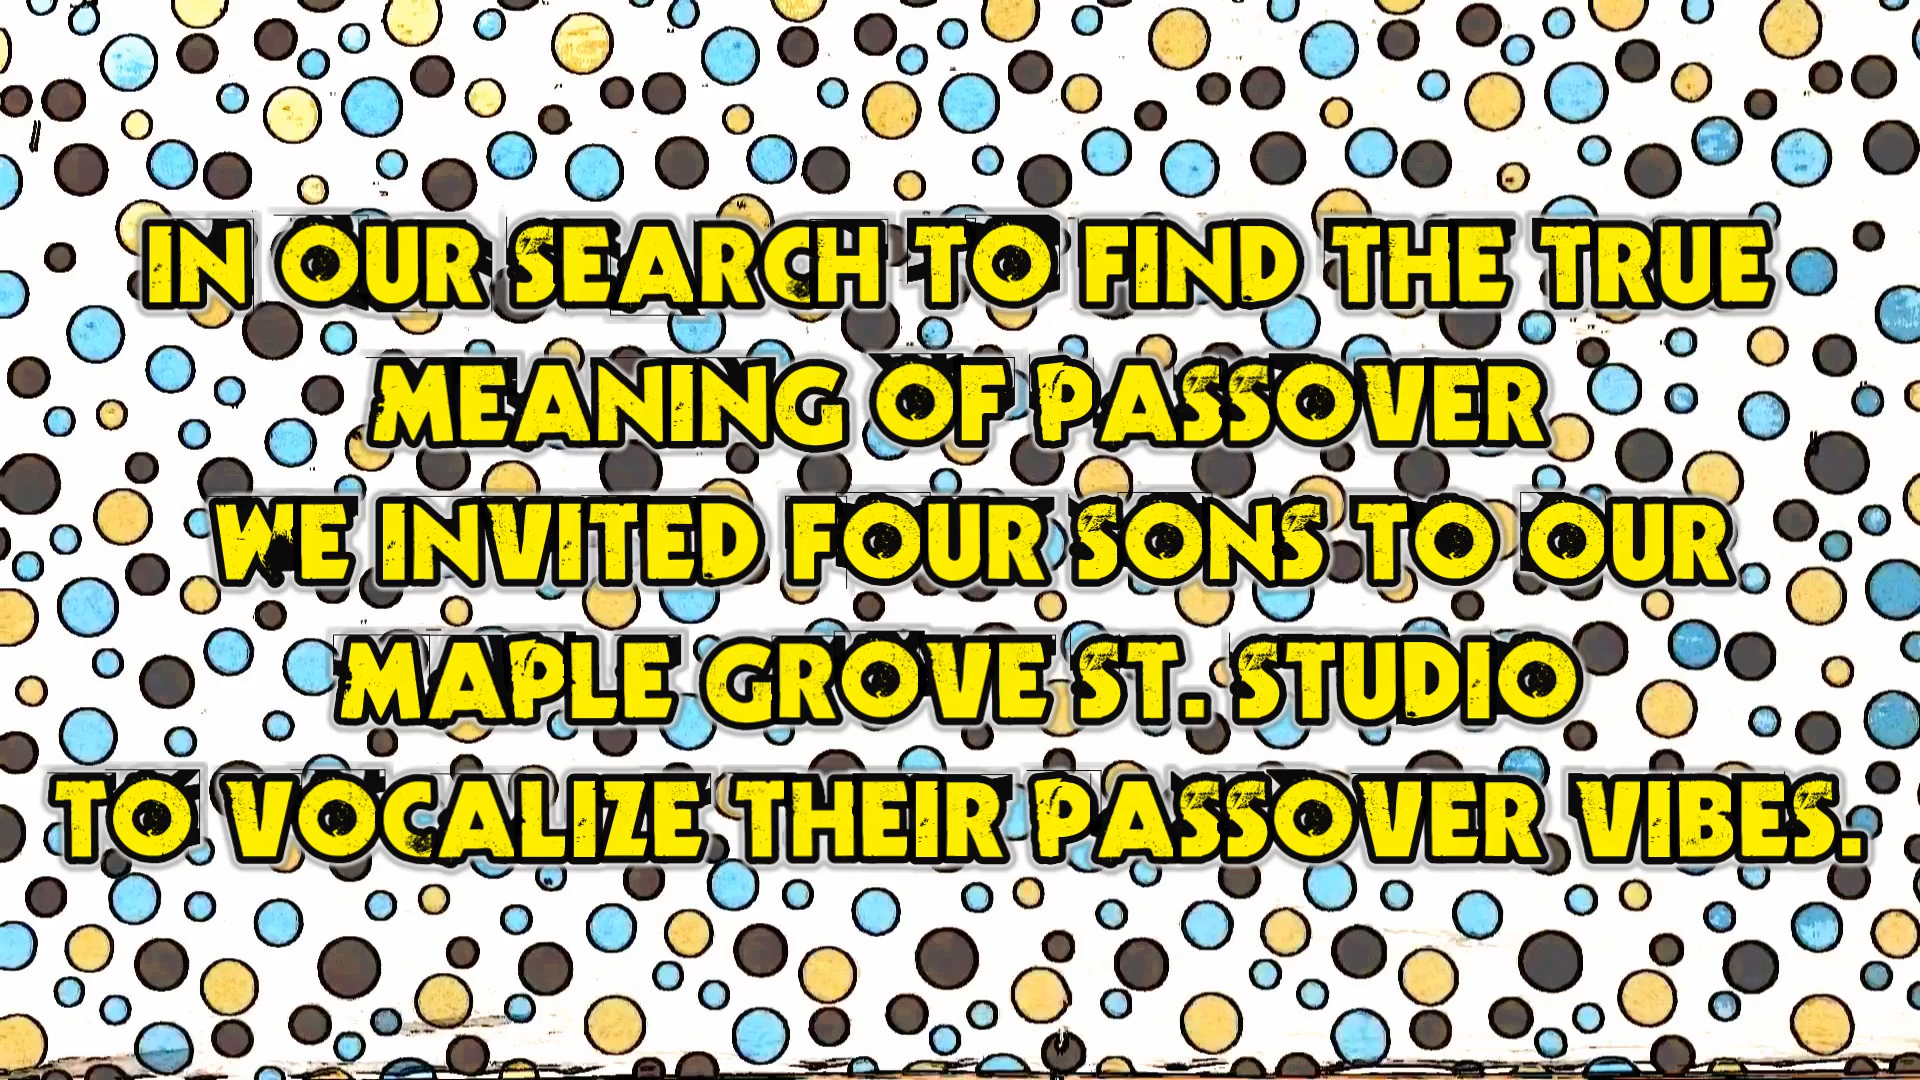 IN OUR SEARCH TO FIND THE TRUE
MEANING OF PASSOVER
WE INVITED FOUR SONS TO OUR
MAPLE GROVE ST. STUDIO
TO VOCALIZE THEIR PASSOVER VIBES.